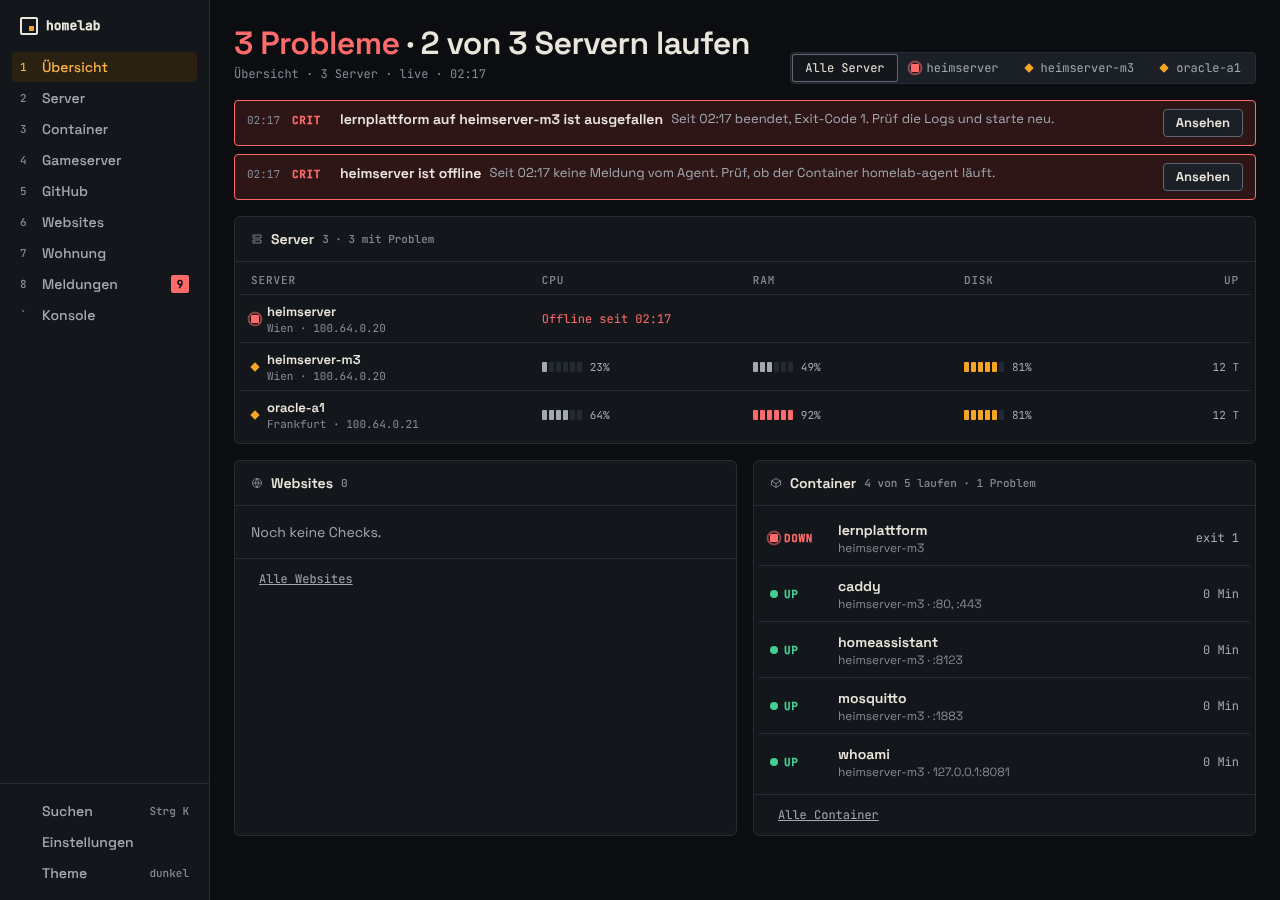 homelab
1 Übersicht
2 Server
3 Container
4 Gameserver
5 GitHub
6 Websites
7 Wohnung
8 Meldungen 9
` Konsole
Suchen Strg K
Einstellungen
Theme dunkel
3 Probleme · 2 von 3 Servern laufen
Übersicht · 3 Server · live · 02:17
Alle Server heimserver heimserver-m3 oracle-a1
02:17 CRIT lernplattform auf heimserver-m3 ist ausgefallen Seit 02:17 beendet, Exit-Code 1. Prüf die Logs und starte neu. Ansehen
02:17 CRIT heimserver ist offline Seit 02:17 keine Meldung vom Agent. Prüf, ob der Container homelab-agent läuft. Ansehen
Server 3 · 3 mit Problem
SERVER CPU RAM DISK UP
heimserver
Wien · 100.64.0.20
Offline seit 02:17
heimserver-m3
Wien · 100.64.0.20
23% 49% 81% 12 T
oracle-a1
Frankfurt · 100.64.0.21
64% 92% 81% 12 T
Websites 0
Noch keine Checks.
Alle Websites
Container 4 von 5 laufen · 1 Problem
DOWN lernplattform exit 1
heimserver-m3
UP caddy 0 Min
heimserver-m3 · :80, :443
UP homeassistant 0 Min
heimserver-m3 · :8123
UP mosquitto 0 Min
heimserver-m3 · :1883
UP whoami 0 Min
heimserver-m3 · 127.0.0.1:8081
Alle Container